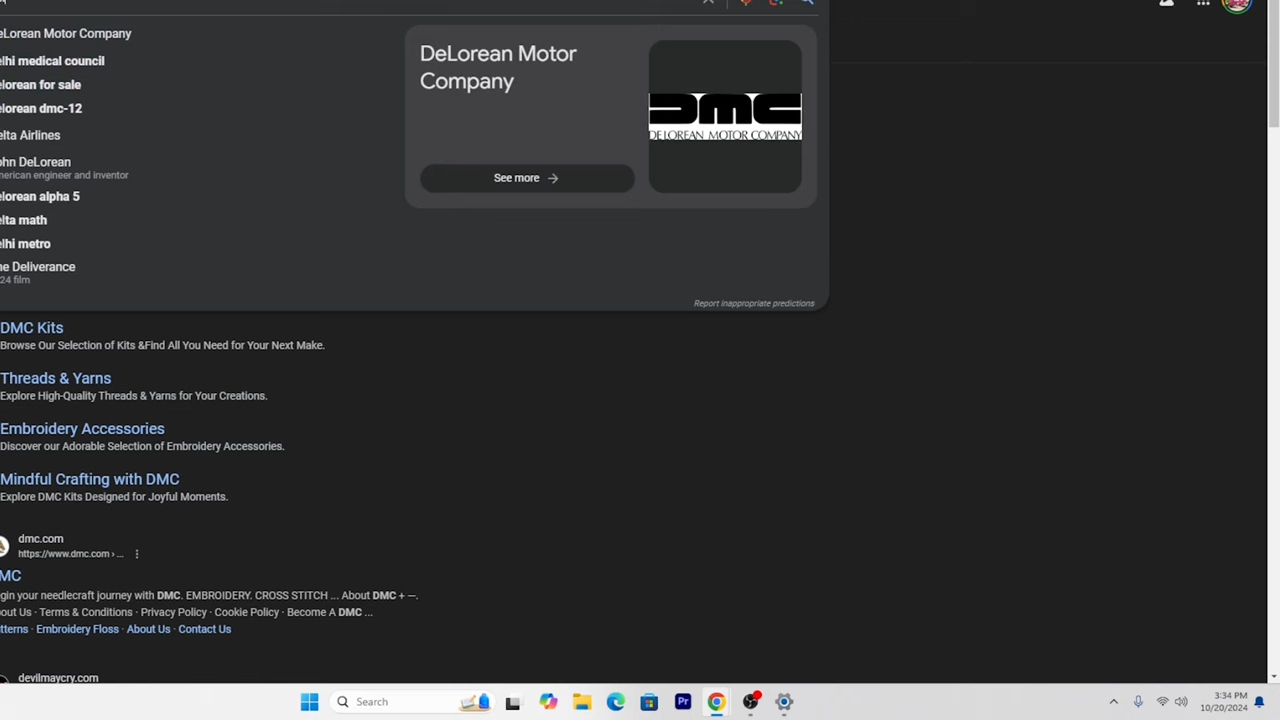 eLorean Motor Company
lhi medical council
elorean for sale
elorean dmc-12
elta Airlines
ohn DeLorean
merican engineer and inventor
elorean alpha 5
elta math
elhi metro
he Deliverance
24 film
DeLorean Motor
Company
dmc
DE LOREAN MOTOR COMPANY
See more →
Report inappropriate predictions
DMC Kits
Browse Our Selection of Kits &Find All You Need for Your Next Make.
Threads & Yarns
Explore High-Quality Threads & Yarns for Your Creations.
Embroidery Accessories
Discover our Adorable Selection of Embroidery Accessories.
Mindful Crafting with DMC
Explore DMC Kits Designed for Joyful Moments.
dmc.com
https://www.dmc.com › ...
MC
gin your needlecraft journey with DMC. EMBROIDERY. CROSS STITCH ... About DMC + –.
out Us · Terms & Conditions · Privacy Policy · Cookie Policy · Become A DMC ...
tterns · Embroidery Floss · About Us · Contact Us
devilmaycry.com
Search
Pr
3:34 PM
10/20/2024